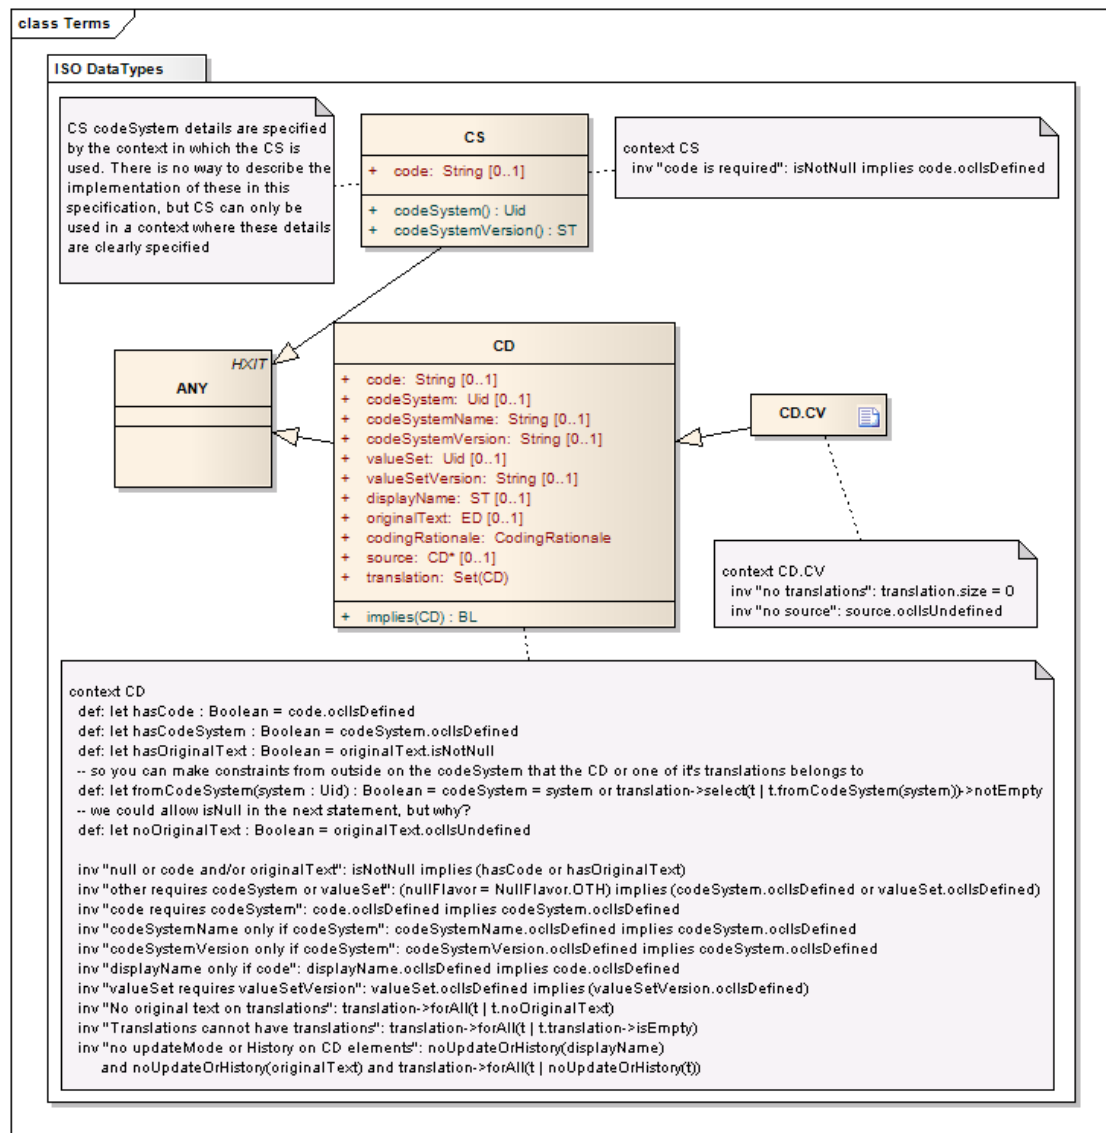 class Terms
ISO DataTypes
CS codeSystem details are specified
by the context in which the CS is
used. There is no way to describe the
implementation of these in this
specification, but CS can only be
used in a context where these details
are clearly specified
CS
+ code: String [0..1]
+ codeSystem() : Uid
+ codeSystemVersion() : ST
context CS
inv "code is required": isNotNull implies code.oclIsDefined
HXIT
ANY
CD
+ code: String [0..1]
+ codeSystem: Uid [0..1]
+ codeSystemName: String [0..1]
+ codeSystemVersion: String [0..1]
+ valueSet: Uid [0..1]
+ valueSetVersion: String [0..1]
+ displayName: ST [0..1]
+ originalText: ED [0..1]
+ codingRationale: CodingRationale
+ source: CD* [0..1]
+ translation: Set(CD)
+ implies(CD) : BL
CD.CV
context CD.CV
inv "no translations": translation.size = 0
inv "no source": source.oclIsUndefined
context CD
def: let hasCode : Boolean = code.oclIsDefined
def: let hasCodeSystem : Boolean = codeSystem.oclIsDefined
def: let hasOriginalText : Boolean = originalText.isNotNull
-- so you can make constraints from outside on the codeSystem that the CD or one of it's translations belongs to
def: let fromCodeSystem(system : Uid) : Boolean = codeSystem = system or translation->select(t | t.fromCodeSystem(system))->notEmpty
-- we could allow isNull in the next statement, but why?
def: let noOriginalText : Boolean = originalText.oclIsUndefined
inv "null or code and/or originalText": isNotNull implies (hasCode or hasOriginalText)
inv "other requires codeSystem or valueSet": (nullFlavor = NullFlavor.OTH) implies (codeSystem.oclIsDefined or valueSet.oclIsDefined)
inv "code requires codeSystem": code.oclIsDefined implies codeSystem.oclIsDefined
inv "codeSystemName only if codeSystem": codeSystemName.oclIsDefined implies codeSystem.oclIsDefined
inv "codeSystemVersion only if codeSystem": codeSystemVersion.oclIsDefined implies codeSystem.oclIsDefined
inv "displayName only if code": displayName.oclIsDefined implies code.oclIsDefined
inv "valueSet requires valueSetVersion": valueSet.oclIsDefined implies (valueSetVersion.oclIsDefined)
inv "No original text on translations": translation->forAll(t | t.noOriginalText)
inv "Translations cannot have translations": translation->forAll(t | t.translation->isEmpty)
inv "no updateMode or History on CD elements": noUpdateOrHistory(displayName)
and noUpdateOrHistory(originalText) and translation->forAll(t | noUpdateOrHistory(t))